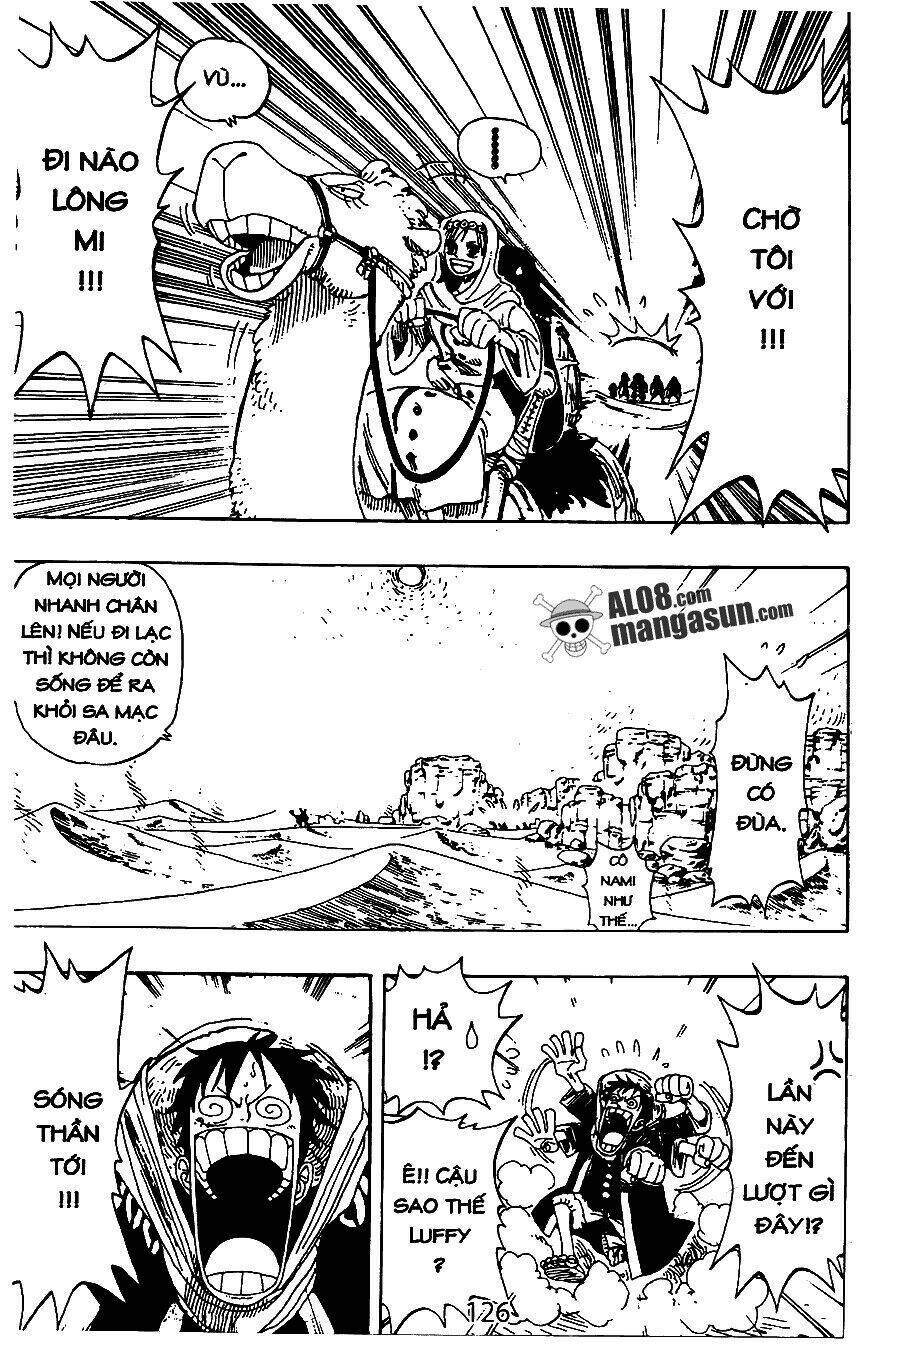 CHỜ
TÔI
VỚI
!!!
VÙ...
ĐI NÀO
LÔNG
MI
!!!
AL08.com
mangasun.com
ĐỪNG
CÓ
ĐÙA.
CÔ
NAMI
NHƯ
THẾ...
MỌI NGƯỜI
NHANH CHÂN
LÊN! NẾU ĐI LẠC
THÌ KHÔNG CÒN
SỐNG ĐỂ RA
KHỎI SA MẠC
ĐÂU.
LẦN
NÀY
ĐẾN
LƯỢT GÌ
ĐÂY!?
HẢ
!?
Ê!! CẬU
SAO THẾ
LUFFY
?
SÓNG
THẦN
TỚI
!!!
126